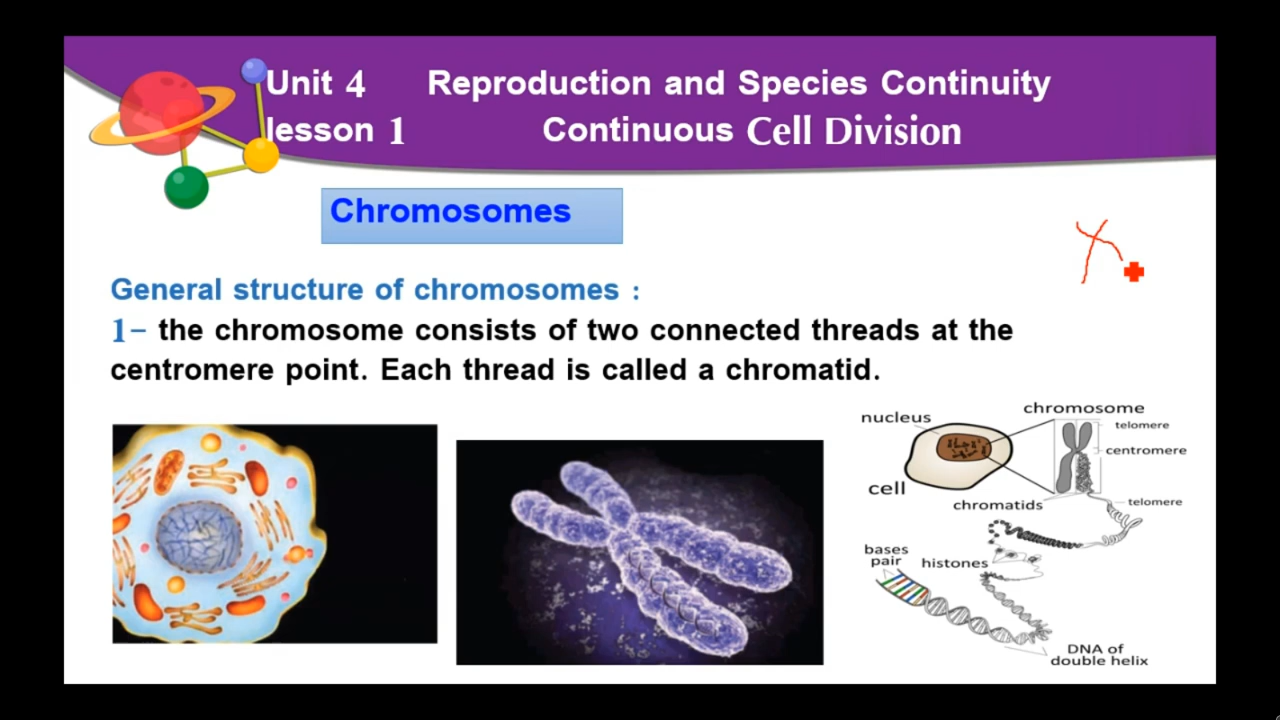 Unit 4 Reproduction and Species Continuity
lesson 1 Continuous Cell Division
Chromosomes
General structure of chromosomes :
1- the chromosome consists of two connected threads at the
centromere point. Each thread is called a chromatid.
nucleus
cell
chromosome
telomere
centromere
chromatids
telomere
bases
pair
histones
DNA of
double helix